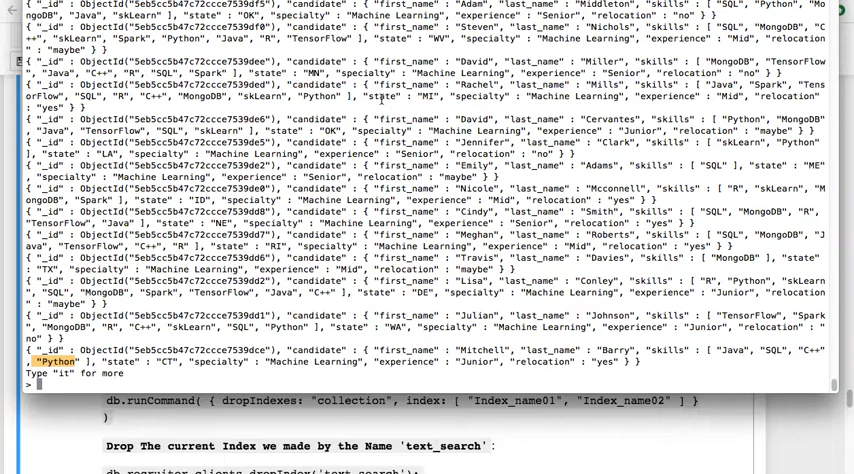 { "_id" : ObjectId("5eb5cc5b47c72ccce7539df5"), "candidate" : { "first_name" : "Adam", "last_name" : "Middleton", "skills" : [ "SQL", "Python", "Mo
ngoDB", "Java", "skLearn" ], "state" : "OK", "specialty" : "Machine Learning", "experience" : "Senior", "relocation" : "no" } }
{ "_id" : ObjectId("5eb5cc5b47c72ccce7539df0"), "candidate" : { "first_name" : "Steven", "last_name" : "Nichols", "skills" : [ "SQL", "MongoDB", "C
++", "skLearn", "Spark", "Python", "Java", "R", "TensorFlow" ], "state" : "WV", "specialty" : "Machine Learning", "experience" : "Mid", "relocation
" : "maybe" } }
{ "_id" : ObjectId("5eb5cc5b47c72ccce7539dee"), "candidate" : { "first_name" : "David", "last_name" : "Miller", "skills" : [ "MongoDB", "TensorFlow
", "Java", "C++", "R", "SQL", "Spark" ], "state" : "MN", "specialty" : "Machine Learning", "experience" : "Senior", "relocation" : "no" } }
{ "_id" : ObjectId("5eb5cc5b47c72ccce7539ded"), "candidate" : { "first_name" : "Rachel", "last_name" : "Mills", "skills" : [ "Java", "Spark", "Tens
orFlow", "SQL", "R", "C++", "MongoDB", "skLearn", "Python" ], "state" : "MI", "specialty" : "Machine Learning", "experience" : "Mid", "relocation" 
: "yes" } }
{ "_id" : ObjectId("5eb5cc5b47c72ccce7539de6"), "candidate" : { "first_name" : "David", "last_name" : "Cervantes", "skills" : [ "Python", "MongoDB"
, "Java", "TensorFlow", "SQL", "skLearn" ], "state" : "OK", "specialty" : "Machine Learning", "experience" : "Junior", "relocation" : "maybe" } }
{ "_id" : ObjectId("5eb5cc5b47c72ccce7539de5"), "candidate" : { "first_name" : "Jennifer", "last_name" : "Clark", "skills" : [ "skLearn", "Python" 
], "state" : "LA", "specialty" : "Machine Learning", "experience" : "Senior", "relocation" : "no" } }
{ "_id" : ObjectId("5eb5cc5b47c72ccce7539de2"), "candidate" : { "first_name" : "Emily", "last_name" : "Adams", "skills" : [ "SQL" ], "state" : "ME"
, "specialty" : "Machine Learning", "experience" : "Senior", "relocation" : "maybe" } }
{ "_id" : ObjectId("5eb5cc5b47c72ccce7539de0"), "candidate" : { "first_name" : "Nicole", "last_name" : "Mcconnell", "skills" : [ "R", "skLearn", "M
ongoDB", "Spark" ], "state" : "ID", "specialty" : "Machine Learning", "experience" : "Mid", "relocation" : "yes" } }
{ "_id" : ObjectId("5eb5cc5b47c72ccce7539dd8"), "candidate" : { "first_name" : "Cindy", "last_name" : "Smith", "skills" : [ "SQL", "MongoDB", "R", 
"TensorFlow", "Java" ], "state" : "NE", "specialty" : "Machine Learning", "experience" : "Senior", "relocation" : "yes" } }
{ "_id" : ObjectId("5eb5cc5b47c72ccce7539dd7"), "candidate" : { "first_name" : "Meghan", "last_name" : "Roberts", "skills" : [ "SQL", "MongoDB", "J
ava", "TensorFlow", "C++", "R" ], "state" : "RI", "specialty" : "Machine Learning", "experience" : "Mid", "relocation" : "yes" } }
{ "_id" : ObjectId("5eb5cc5b47c72ccce7539dd6"), "candidate" : { "first_name" : "Travis", "last_name" : "Davies", "skills" : [ "MongoDB" ], "state" 
: "TX", "specialty" : "Machine Learning", "experience" : "Mid", "relocation" : "maybe" } }
{ "_id" : ObjectId("5eb5cc5b47c72ccce7539dd2"), "candidate" : { "first_name" : "Lisa", "last_name" : "Conley", "skills" : [ "R", "Python", "skLearn
", "SQL", "MongoDB", "Spark", "TensorFlow", "Java", "C++" ], "state" : "DE", "specialty" : "Machine Learning", "experience" : "Junior", "relocation
" : "maybe" } }
{ "_id" : ObjectId("5eb5cc5b47c72ccce7539dd1"), "candidate" : { "first_name" : "Julian", "last_name" : "Johnson", "skills" : [ "TensorFlow", "Spark
", "MongoDB", "R", "C++", "skLearn", "SQL", "Python" ], "state" : "WA", "specialty" : "Machine Learning", "experience" : "Junior", "relocation" : "
no" } }
{ "_id" : ObjectId("5eb5cc5b47c72ccce7539dce"), "candidate" : { "first_name" : "Mitchell", "last_name" : "Barry", "skills" : [ "Java", "SQL", "C++"
, "Python" ], "state" : "CT", "specialty" : "Machine Learning", "experience" : "Junior", "relocation" : "yes" } }
Type "it" for more
>
db.runCommand( { dropIndexes: "collection", index: [ "Index_name01", "Index_name02" ] }
)
Drop The current Index we made by the Name 'text_search':
db.recruiter_clients.dropIndex('text_search');